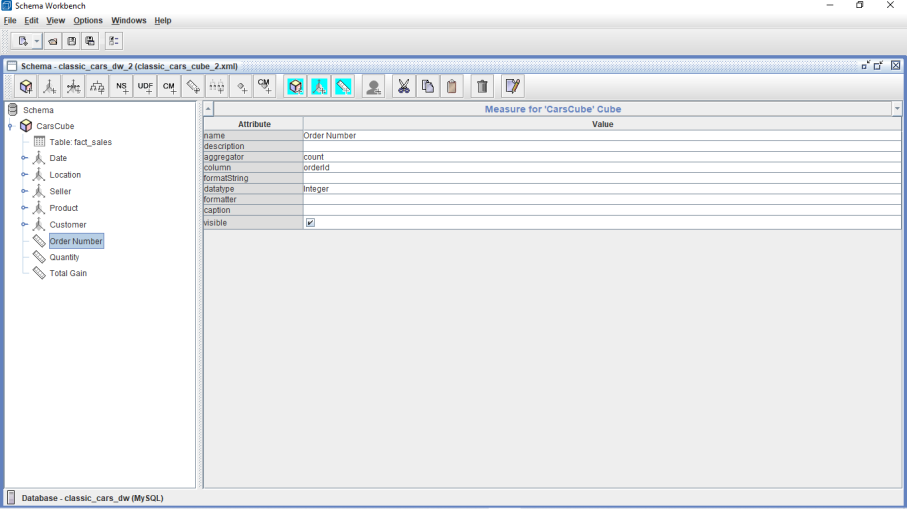 Schema Workbench
File Edit View Options Windows Help
Schema - classic_cars_dw_2 (classic_cars_cube_2.xml)
NS UDF CM CM
Schema
CarsCube
Table: fact_sales
Date
Location
Seller
Product
Customer
Order Number
Quantity
Total Gain
Measure for 'CarsCube' Cube
Attribute Value
name Order Number
description
aggregator count
column orderId
formatString
datatype Integer
formatter
caption
visible
Database - classic_cars_dw (MySQL)